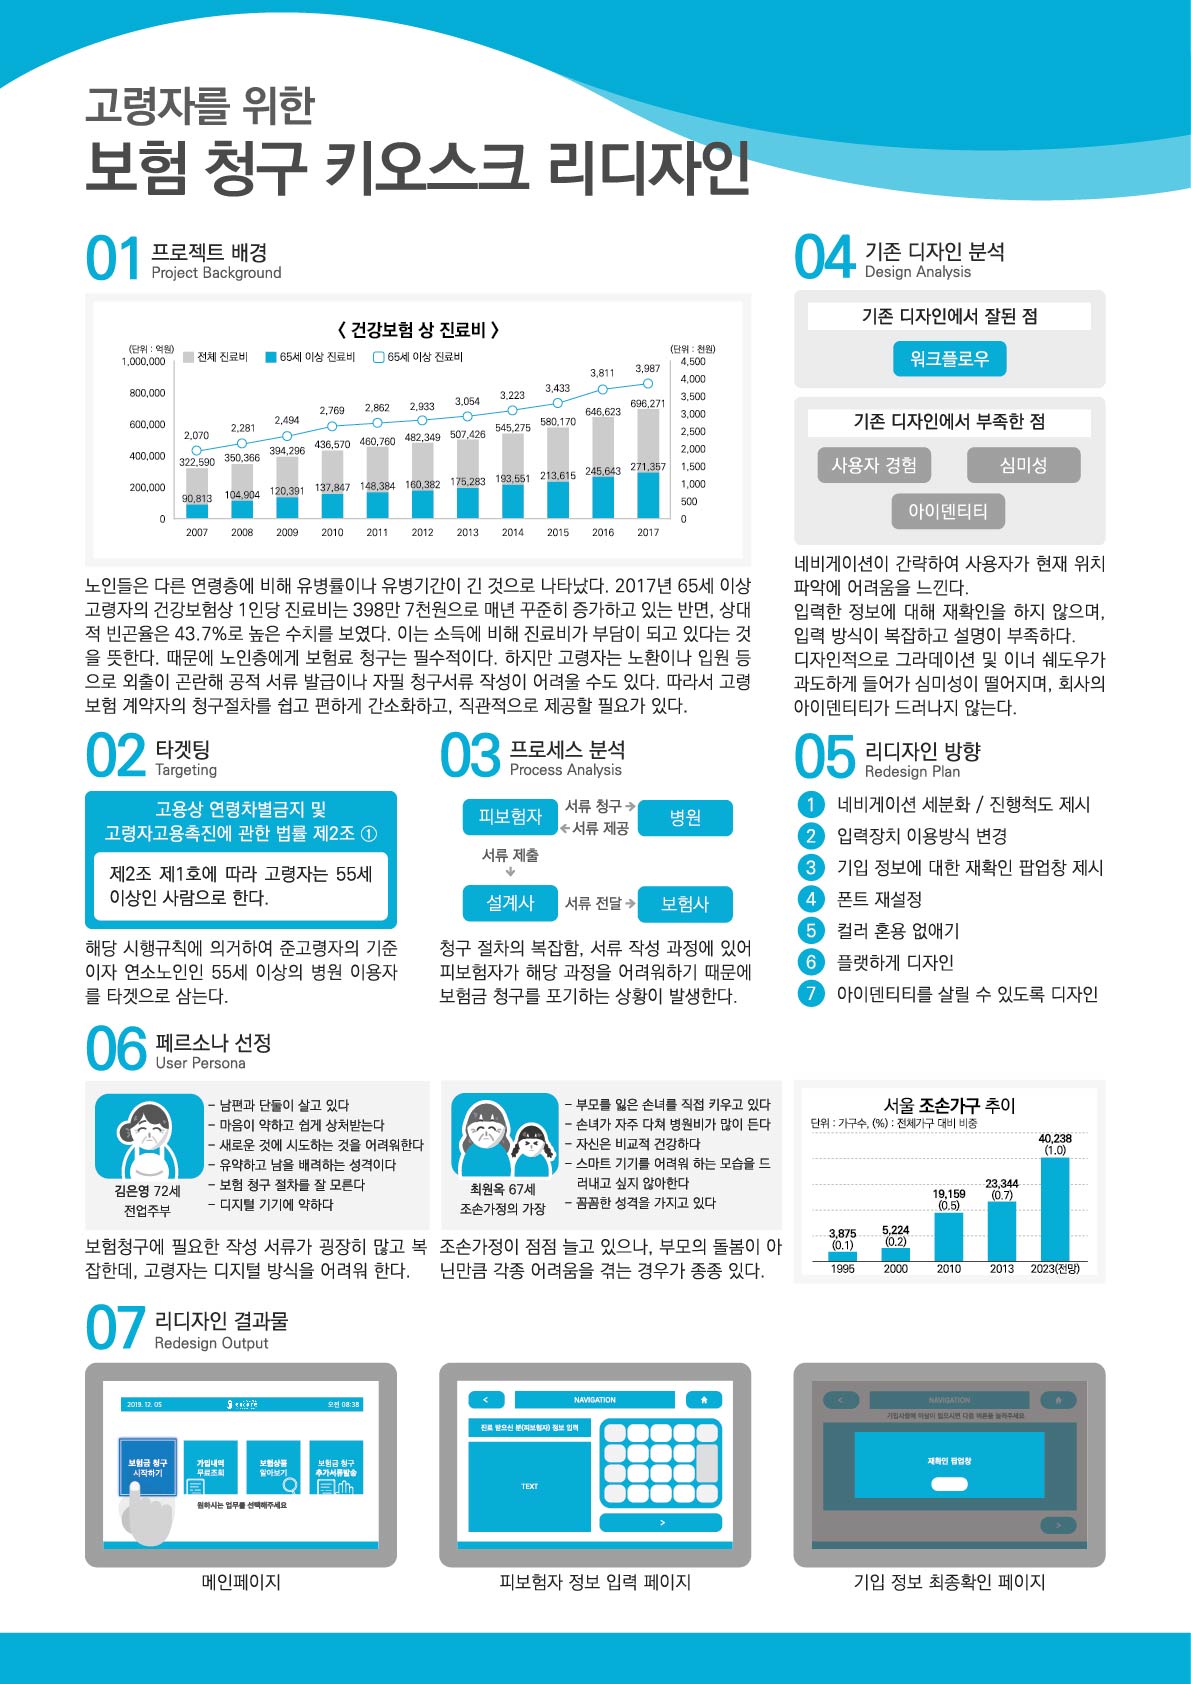 고령자를 위한
보험 청구 키오스크 리디자인
01 프로젝트 배경
Project Background
< 건강보험 상 진료비 >
(단위 : 억원) 전체 진료비 65세 이상 진료비 65세 이상 진료비 (단위 : 천원)
1,000,000
800,000
600,000
400,000
200,000
0
4,500
4,000
3,500
3,000
2,500
2,000
1,500
1,000
500
0
2,070 2,281 2,494 2,769 2,862 2,933 3,054 3,223 3,433 3,811 3,987
322,590 350,366 394,296 436,570 460,760 482,349 507,426 545,275 580,170 646,623 696,271
90,813 104,904 120,391 137,847 148,384 160,382 175,283 193,551 213,615 245,643 271,357
2007 2008 2009 2010 2011 2012 2013 2014 2015 2016 2017
노인들은 다른 연령층에 비해 유병률이나 유병기간이 긴 것으로 나타났다. 2017년 65세 이상
고령자의 건강보험상 1인당 진료비는 398만 7천원으로 매년 꾸준히 증가하고 있는 반면, 상대
적 빈곤율은 43.7%로 높은 수치를 보였다. 이는 소득에 비해 진료비가 부담이 되고 있다는 것
을 뜻한다. 때문에 노인층에게 보험료 청구는 필수적이다. 하지만 고령자는 노환이나 입원 등
으로 외출이 곤란해 공적 서류 발급이나 자필 청구서류 작성이 어려울 수도 있다. 따라서 고령
보험 계약자의 청구절차를 쉽고 편하게 간소화하고, 직관적으로 제공할 필요가 있다.
04 기존 디자인 분석
Design Analysis
기존 디자인에서 잘된 점
워크플로우
기존 디자인에서 부족한 점
사용자 경험 심미성
아이덴티티
네비게이션이 간략하여 사용자가 현재 위치
파악에 어려움을 느낀다.
입력한 정보에 대해 재확인을 하지 않으며,
입력 방식이 복잡하고 설명이 부족하다.
디자인적으로 그라데이션 및 이너 쉐도우가
과도하게 들어가 심미성이 떨어지며, 회사의
아이덴티티가 드러나지 않는다.
02 타겟팅
Targeting
고용상 연령차별금지 및
고령자고용촉진에 관한 법률 제2조 ①
제2조 제1호에 따라 고령자는 55세
이상인 사람으로 한다.
해당 시행규칙에 의거하여 준고령자의 기준
이자 연소노인인 55세 이상의 병원 이용자
를 타겟으로 삼는다.
03 프로세스 분석
Process Analysis
피보험자 서류 청구 → 병원
← 서류 제공
서류 제출
↓
설계사 서류 전달 → 보험사
청구 절차의 복잡함, 서류 작성 과정에 있어
피보험자가 해당 과정을 어려워하기 때문에
보험금 청구를 포기하는 상황이 발생한다.
05 리디자인 방향
Redesign Plan
1 네비게이션 세분화 / 진행척도 제시
2 입력장치 이용방식 변경
3 기입 정보에 대한 재확인 팝업창 제시
4 폰트 재설정
5 컬러 혼용 없애기
6 플랫하게 디자인
7 아이덴티티를 살릴 수 있도록 디자인
06 페르소나 선정
User Persona
김은영 72세
전업주부
– 남편과 단둘이 살고 있다
– 마음이 약하고 쉽게 상처받는다
– 새로운 것에 시도하는 것을 어려워한다
– 유약하고 남을 배려하는 성격이다
– 보험 청구 절차를 잘 모른다
– 디지털 기기에 약하다
보험청구에 필요한 작성 서류가 굉장히 많고 복
잡한데, 고령자는 디지털 방식을 어려워 한다.
최원옥 67세
조손가정의 가장
– 부모를 잃은 손녀를 직접 키우고 있다
– 손녀가 자주 다쳐 병원비가 많이 든다
– 자신은 비교적 건강하다
– 스마트 기기를 어려워 하는 모습을 드
러내고 싶지 않아한다
– 꼼꼼한 성격을 가지고 있다
조손가정이 점점 늘고 있으나, 부모의 돌봄이 아
닌만큼 각종 어려움을 겪는 경우가 종종 있다.
서울 조손가구 추이
단위 : 가구수, (%) : 전체가구 대비 비중
3,875 5,224 19,159 23,344 40,238
(0.1) (0.2) (0.5) (0.7) (1.0)
1995 2000 2010 2013 2023(전망)
07 리디자인 결과물
Redesign Output
2019. 12. 05 encore 오전 08:38
보험금 청구
시작하기
가입내역
무료조회
보험상품
알아보기
보험금 청구
추가서류발송
원하시는 업무를 선택해주세요
메인페이지
< NAVIGATION
진료 받으신 분(피보험자) 정보 입력
TEXT
>
피보험자 정보 입력 페이지
< NAVIGATION
기입사항에 이상이 없으시면 다음 버튼을 눌러주세요
재확인 팝업창
>
기입 정보 최종확인 페이지